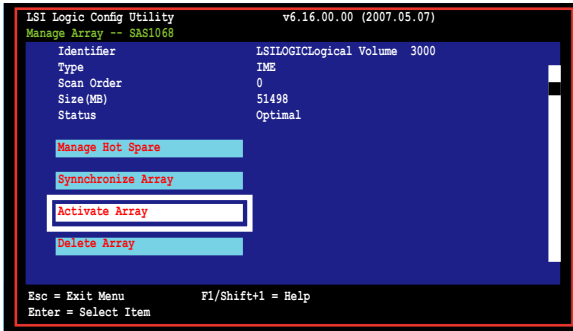 LSI Logic Config Utility v6.16.00.00 (2007.05.07)
Manage Array -- SAS1068
Identifier LSILOGICLogical Volume 3000
Type IME
Scan Order 0
Size(MB) 51498
Status Optimal
Manage Hot Spare
Synnchronize Array
Activate Array
Delete Array
Esc = Exit Menu F1/Shift+1 = Help
Enter = Select Item